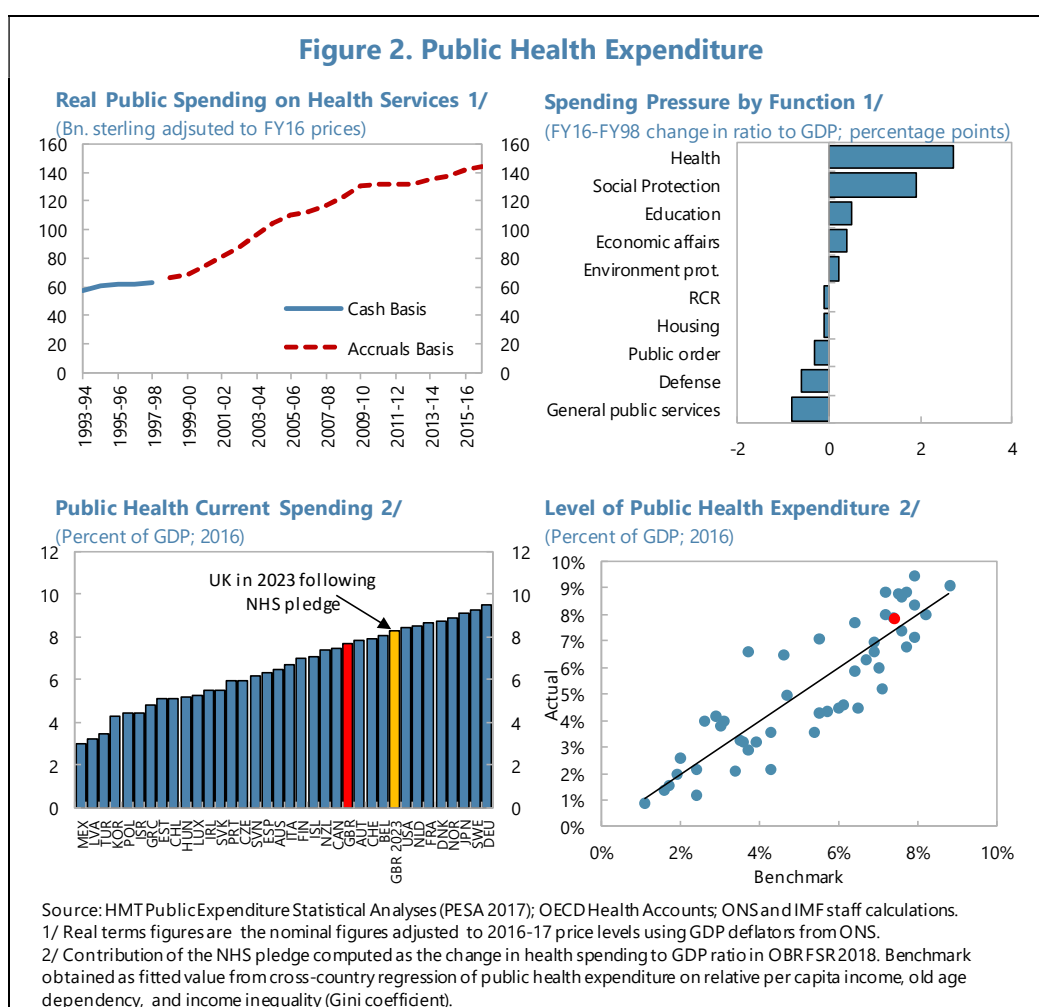 Figure 2. Public Health Expenditure
Real Public Spending on Health Services 1/
(Bn. sterling adjsuted to FY16 prices)
160
140
120
100
80
60
40
20
0
160
140
120
100
80
60
40
20
0
Cash Basis
Accruals Basis
1993-94
1995-96
1997-98
1999-00
2001-02
2003-04
2005-06
2007-08
2009-10
2011-12
2013-14
2015-16
Spending Pressure by Function 1/
(FY16-FY98 change in ratio to GDP; percentage points)
Health
Social Protection
Education
Economic affairs
Environment prot.
RCR
Housing
Public order
Defense
General public services
-2
0
2
4
Public Health Current Spending 2/
(Percent of GDP; 2016)
12
10
8
6
4
2
0
12
10
8
6
4
2
0
UK in 2023 following
NHS pledge
MEX
LVA
TUR
KOR
POL
ISR
GRC
EST
CHL
HUN
LUX
IRL
SVK
PRT
CZE
SVN
ESP
AUS
ITA
FIN
ISL
NZL
CAN
GBR
AUT
CHE
BEL
GBR 2023
USA
NLD
FRA
DNK
NOR
JPN
SWE
DEU
Level of Public Health Expenditure 2/
(Percent of GDP; 2016)
10%
9%
8%
7%
6%
5%
4%
3%
2%
1%
0%
Actual
0%
2%
4%
6%
8%
10%
Benchmark
Source: HMT Public Expenditure Statistical Analyses (PESA 2017); OECD Health Accounts; ONS and IMF staff calculations.
1/ Real terms figures are the nominal figures adjusted to 2016-17 price levels using GDP deflators from ONS.
2/ Contribution of the NHS pledge computed as the change in health spending to GDP ratio in OBR FSR 2018. Benchmark
obtained as fitted value from cross-country regression of public health expenditure on relative per capita income, old age
dependency, and income inequality (Gini coefficient).